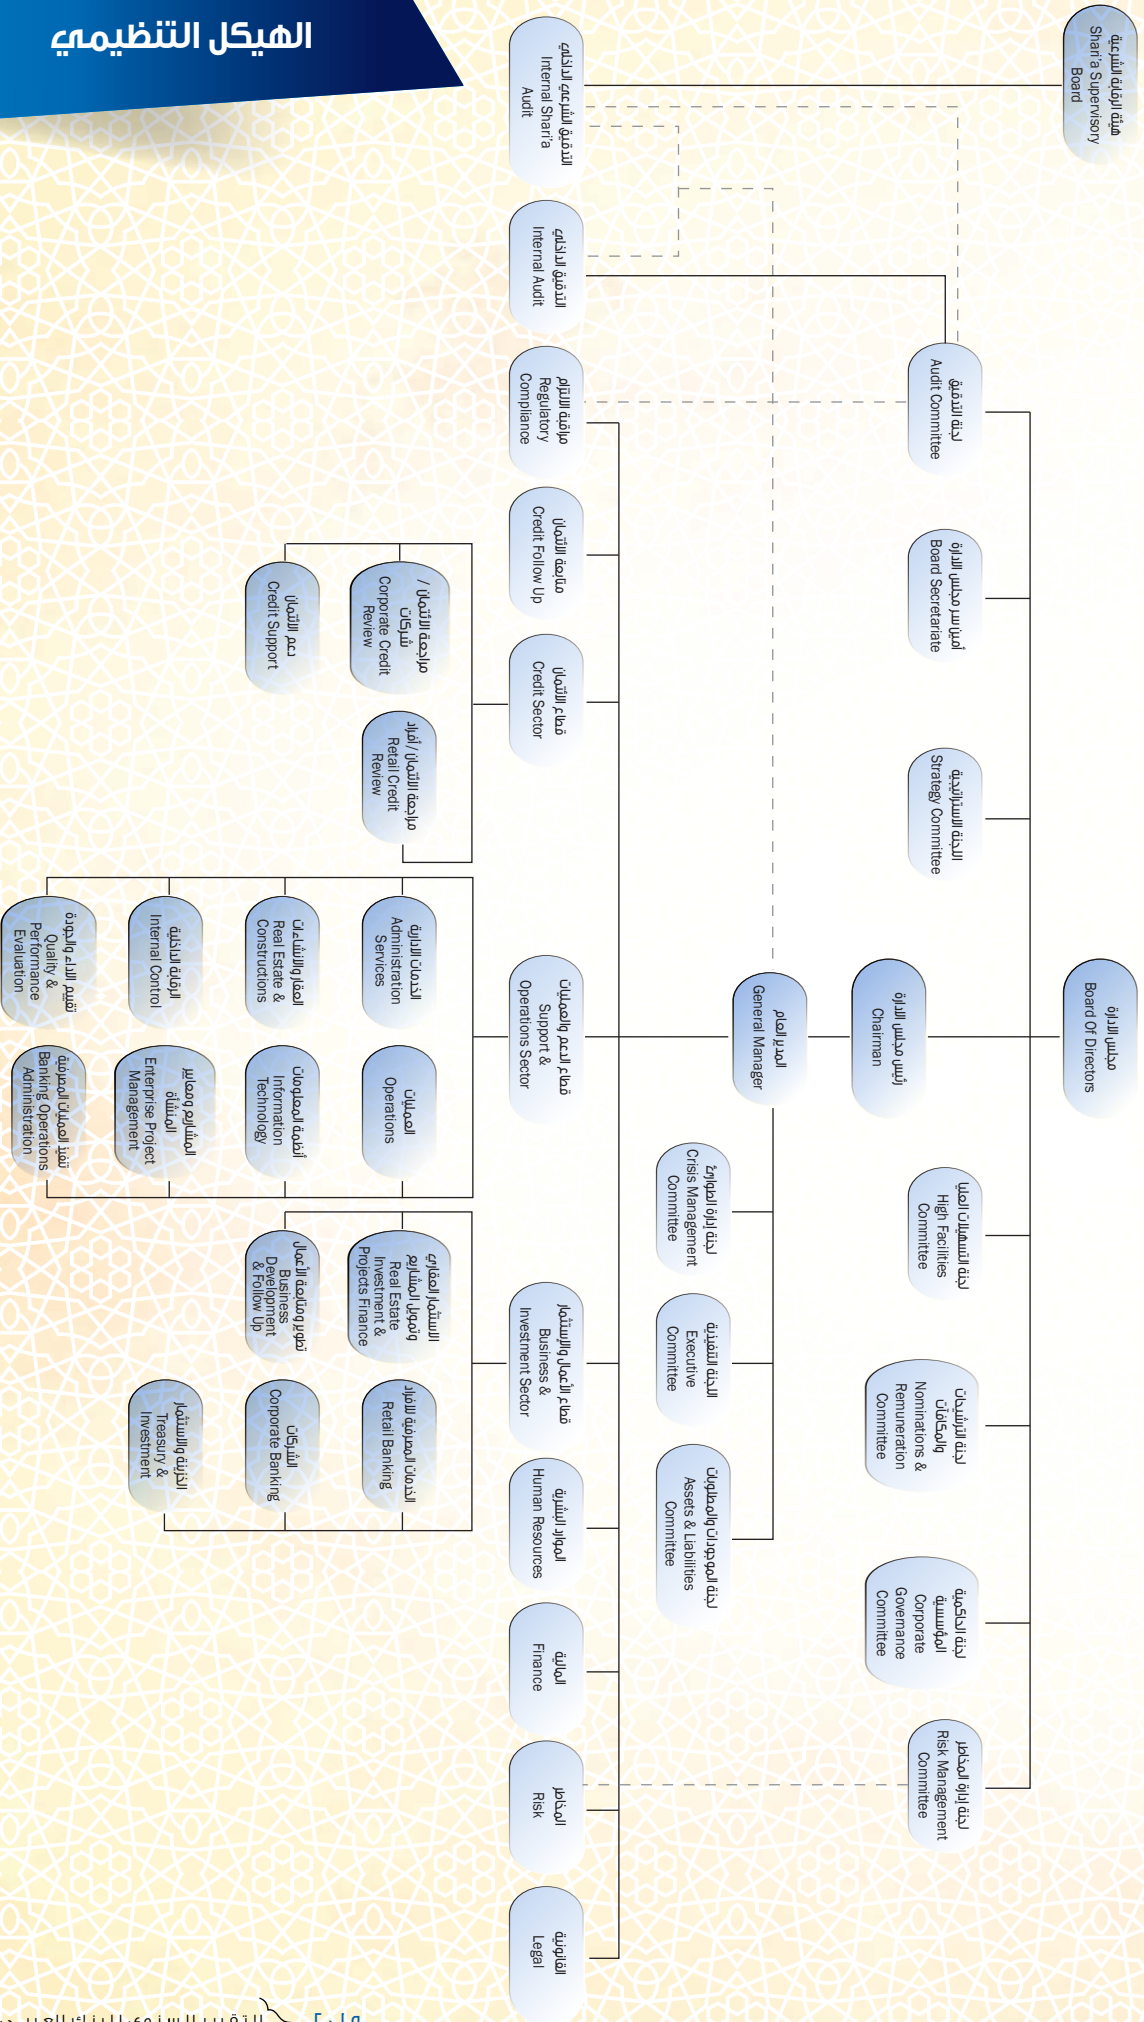 الهيكل التنظيمي
هيئة الرقابة الشرعية
Shari'a Supervisory
Board
مجلس الادارة
Board Of Directors
رئيس مجلس الادارة
Chairman
لجنة التدقيق
Audit Committee
أمين سر مجلس الادارة
Board Secretariate
اللجنة الاستراتيجية
Strategy Committee
لجنة التسهيلات العليا
High Facilities
Committee
لجنة الترشيحات
والمكافآت
Nominations &
Remuneration
Committee
لجنة الحاكمية
المؤسسية
Corporate
Governance
Committee
لجنة إدارة المخاطر
Risk Management
Committee
المدير العام
General Manager
لجنة إدارة الطوارئ
Crisis Management
Committee
اللجنة التنفيذية
Executive
Committee
لجنة الموجودات والمطلوبات
Assets & Liabilities
Committee
التدقيق الشرعي الداخلي
Internal Shari'a
Audit
التدقيق الداخلي
Internal Audit
مراقبة الالتزام
Regulatory
Compliance
متابعة الائتمان
Credit Follow Up
قطاع الائتمان
Credit Sector
قطاع الدعم والعمليات
Support &
Operations Sector
قطاع الأعمال والإستثمار
Business &
Investment Sector
الموارد البشرية
Human Resources
المالية
Finance
المخاطر
Risk
القانونية
Legal
مراجعة الائتمان /
شركات
Corporate Credit
Review
مراجعة الائتمان / أفراد
Retail Credit
Review
دعم الائتمان
Credit Support
الخدمات الادارية
Administration
Services
العمليات
Operations
العقار والانشاءات
Real Estate &
Constructions
أنظمة المعلومات
Information
Technology
الرقابة الداخلية
Internal Control
المشاريع ومعايير
المنشأة
Enterprise Project
Management
تقييم الاداء والجودة
Quality &
Performance
Evaluation
تنفيذ العمليات المصرفية
Banking Operations
Administration
الاستثمار العقاري
وتمويل المشاريع
Real Estate
Investment &
Projects Finance
الخدمات المصرفية للافراد
Retail Banking
تطوير ومتابعة الأعمال
Business
Development
& Follow Up
الشركات
Corporate Banking
الخزينة والاستثمار
Treasury &
Investment